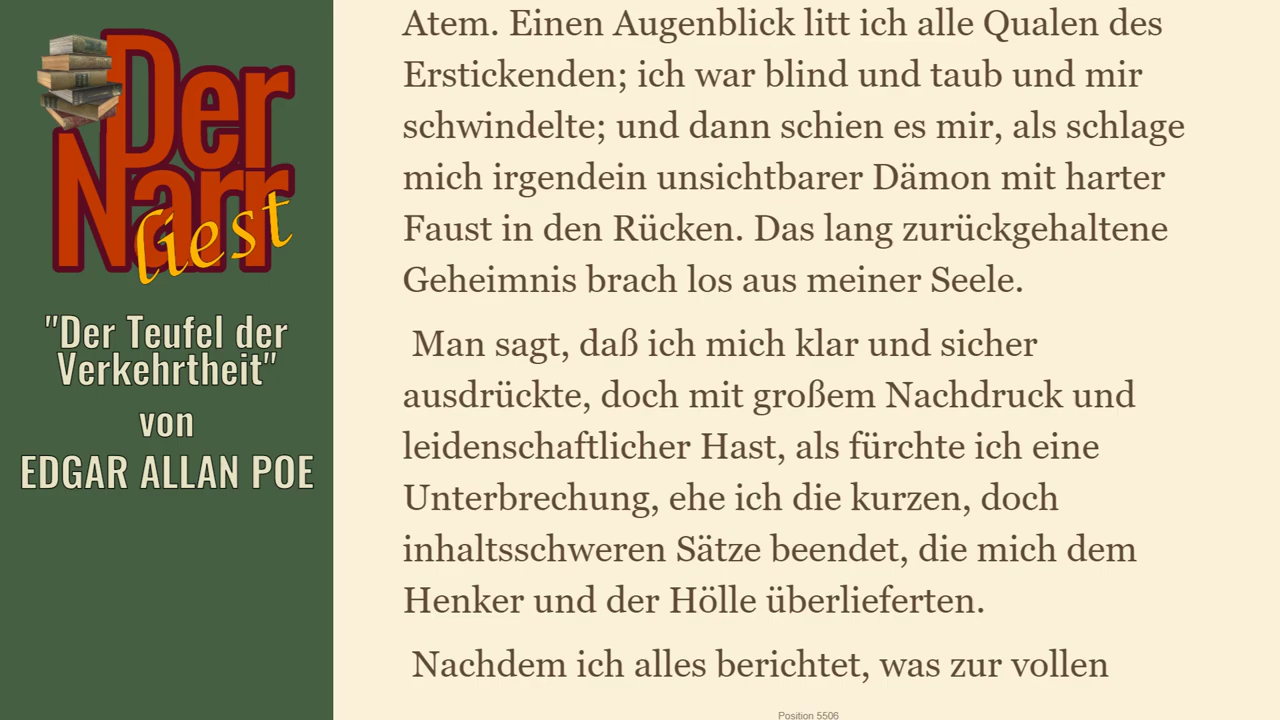 Der
Narr
liest
"Der Teufel der
Verkehrtheit"
von
EDGAR ALLAN POE
Atem. Einen Augenblick litt ich alle Qualen des
Erstickenden; ich war blind und taub und mir
schwindelte; und dann schien es mir, als schlage
mich irgendein unsichtbarer Dämon mit harter
Faust in den Rücken. Das lang zurückgehaltene
Geheimnis brach los aus meiner Seele.
Man sagt, daß ich mich klar und sicher
ausdrückte, doch mit großem Nachdruck und
leidenschaftlicher Hast, als fürchte ich eine
Unterbrechung, ehe ich die kurzen, doch
inhaltsschweren Sätze beendet, die mich dem
Henker und der Hölle überlieferten.
Nachdem ich alles berichtet, was zur vollen
Position 5506